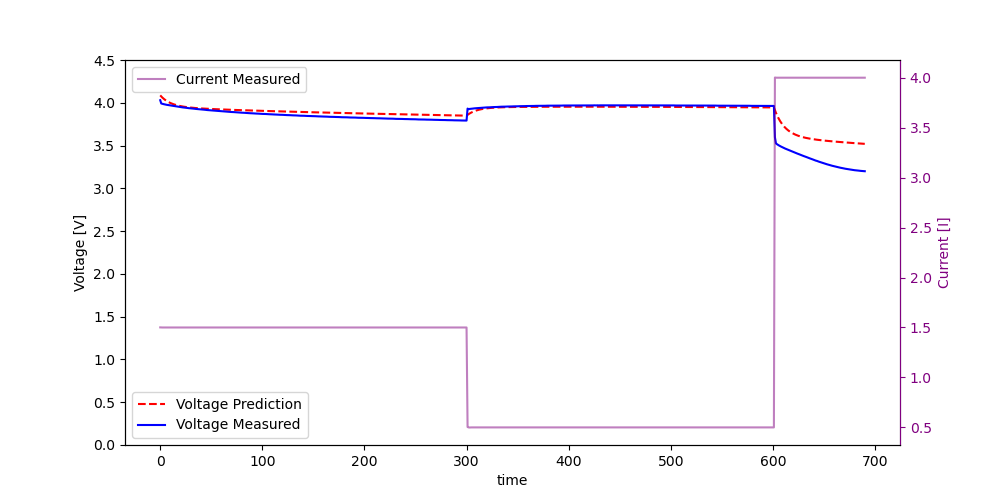 Current Measured
Voltage Prediction
Voltage Measured
Voltage [V]
4.5
4.0
3.5
3.0
2.5
2.0
1.5
1.0
0.5
0.0
0 100 200 300 400 500 600 700
time
4.0
3.5
3.0
2.5
2.0
1.5
1.0
0.5
Current [I]